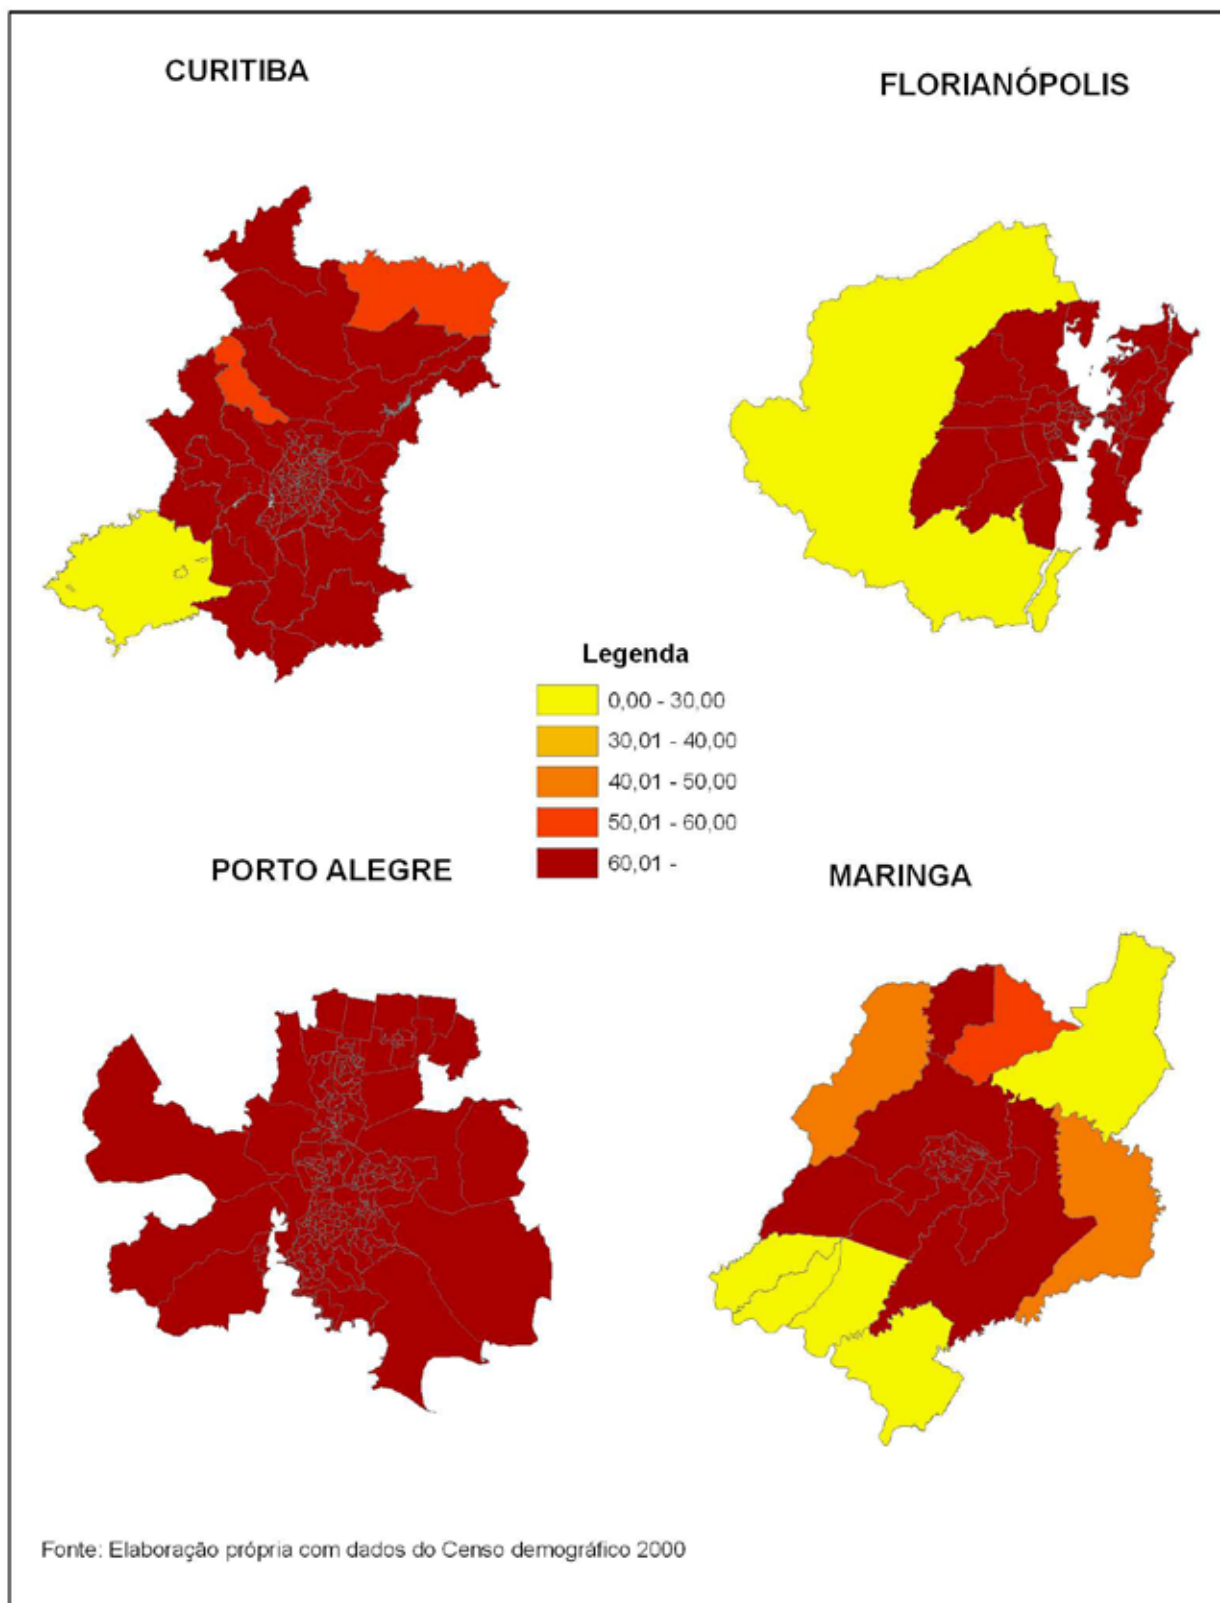 CURITIBA
FLORIANÓPOLIS
Legenda
0,00 - 30,00
30,01 - 40,00
40,01 - 50,00
50,01 - 60,00
60,01 -
PORTO ALEGRE
MARINGA
Fonte: Elaboração própria com dados do Censo demográfico 2000